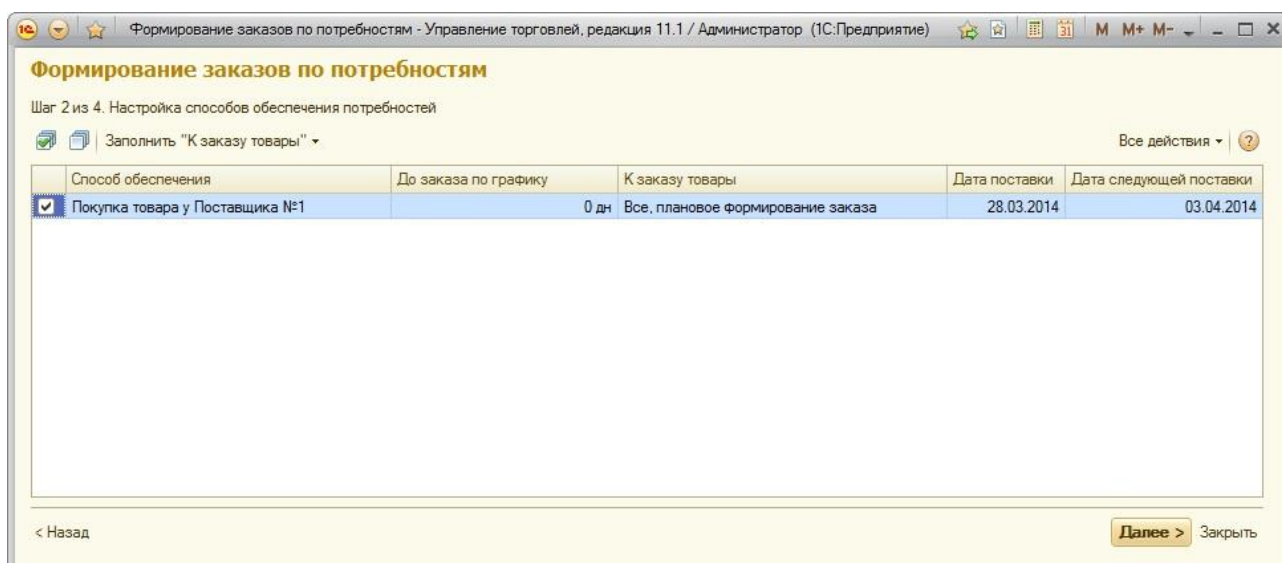 1С Формирование заказов по потребностям - Управление торговлей, редакция 11.1 / Администратор (1С:Предприятие) 31 M M+ M-
Формирование заказов по потребностям
Шаг 2 из 4. Настройка способов обеспечения потребностей
Заполнить "К заказу товары" Все действия ?
Способ обеспечения До заказа по графику К заказу товары Дата поставки Дата следующей поставки
Покупка товара у Поставщика №1 0 дн Все, плановое формирование заказа 28.03.2014 03.04.2014
< Назад Далее > Закрыть